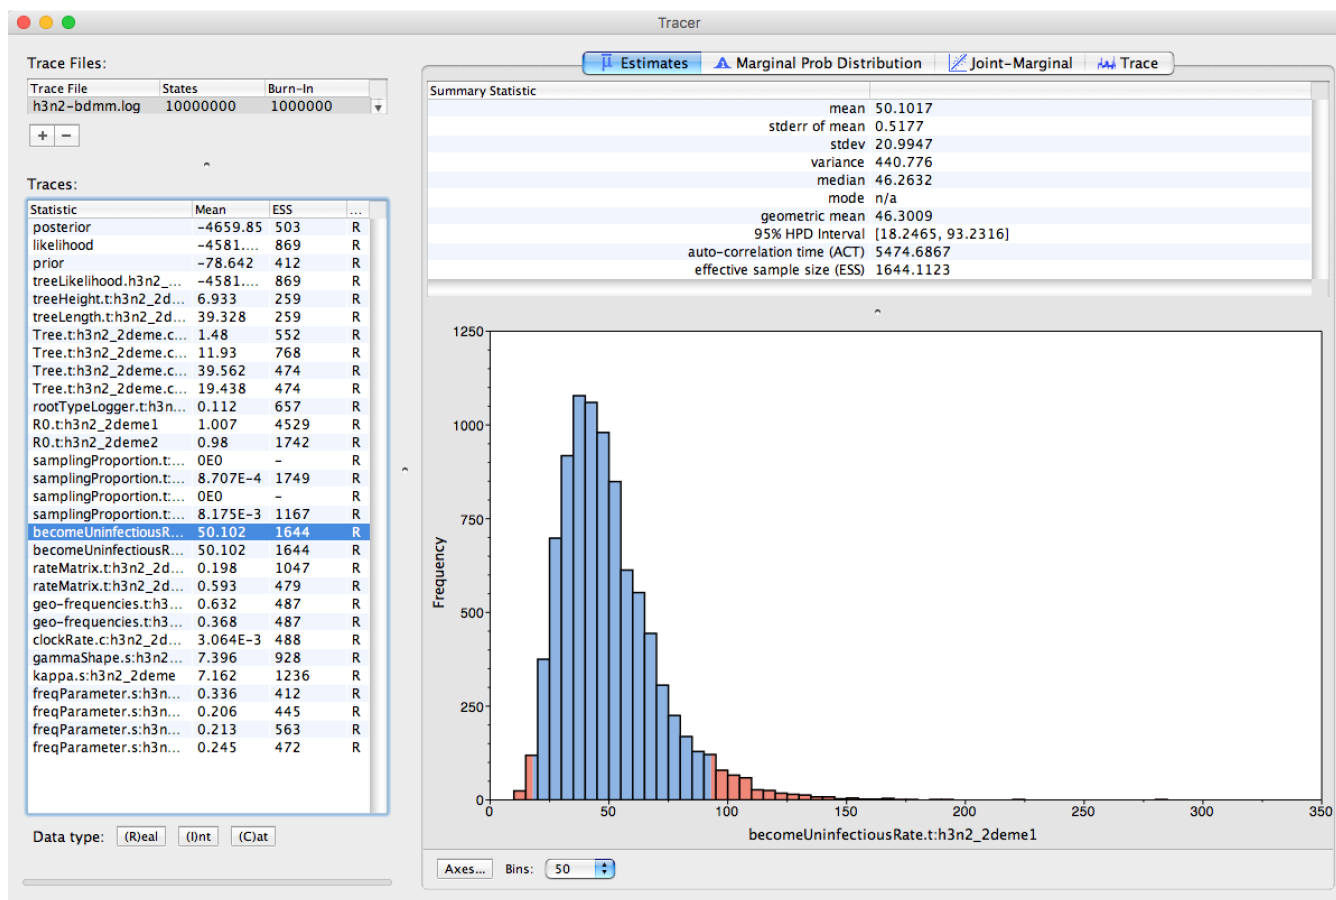 Tracer
Trace Files:
Trace File States Burn-In
h3n2-bdmm.log 10000000 1000000
+ −
Traces:
Statistic Mean ESS ...
posterior -4659.85 503 R
likelihood -4581.... 869 R
prior -78.642 412 R
treeLikelihood.h3n2_... -4581.... 869 R
treeHeight.t:h3n2_2d... 6.933 259 R
treeLength.t:h3n2_2d... 39.328 259 R
Tree.t:h3n2_2deme.c... 1.48 552 R
Tree.t:h3n2_2deme.c... 11.93 768 R
Tree.t:h3n2_2deme.c... 39.562 474 R
Tree.t:h3n2_2deme.c... 19.438 474 R
rootTypeLogger.t:h3n... 0.112 657 R
R0.t:h3n2_2deme1 1.007 4529 R
R0.t:h3n2_2deme2 0.98 1742 R
samplingProportion.t:... 0E0 - R
samplingProportion.t:... 8.707E-4 1749 R
samplingProportion.t:... 0E0 - R
samplingProportion.t:... 8.175E-3 1167 R
becomeUninfectiousR... 50.102 1644 R
becomeUninfectiousR... 50.102 1644 R
rateMatrix.t:h3n2_2d... 0.198 1047 R
rateMatrix.t:h3n2_2d... 0.593 479 R
geo-frequencies.t:h3... 0.632 487 R
geo-frequencies.t:h3... 0.368 487 R
clockRate.c:h3n2_2d... 3.064E-3 488 R
gammaShape.s:h3n2... 7.396 928 R
kappa.s:h3n2_2deme 7.162 1236 R
freqParameter.s:h3n... 0.336 412 R
freqParameter.s:h3n... 0.206 445 R
freqParameter.s:h3n... 0.213 563 R
freqParameter.s:h3n... 0.245 472 R
Data type: (R)eal (I)nt (C)at
Estimates Marginal Prob Distribution Joint-Marginal Trace
Summary Statistic
mean 50.1017
stderr of mean 0.5177
stdev 20.9947
variance 440.776
median 46.2632
mode n/a
geometric mean 46.3009
95% HPD Interval [18.2465, 93.2316]
auto-correlation time (ACT) 5474.6867
effective sample size (ESS) 1644.1123
1250
1000
750
500
250
0
Frequency
0 50 100 150 200 250 300 350
becomeUninfectiousRate.t:h3n2_2deme1
Axes... Bins: 50